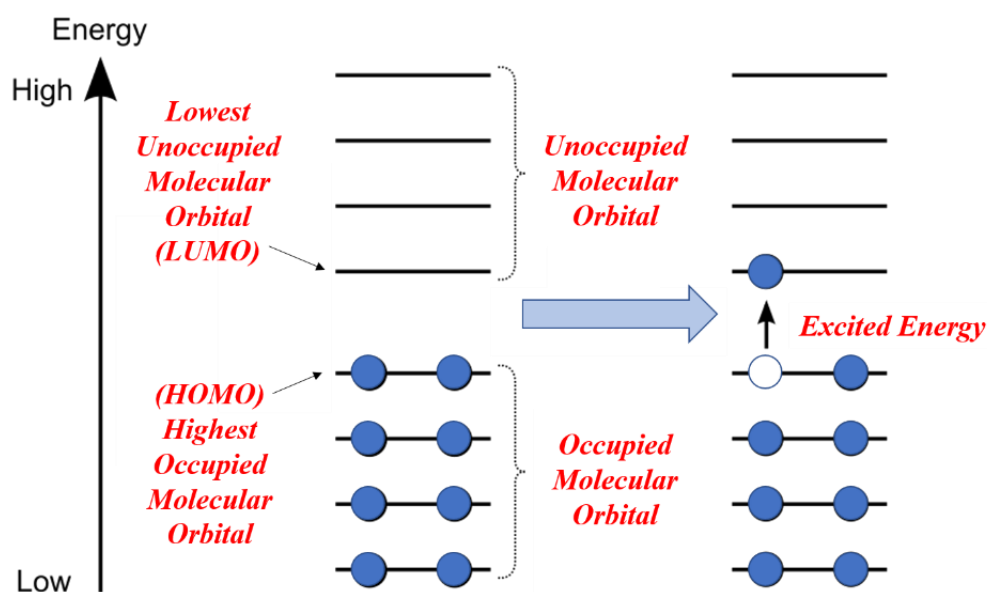 Energy
High
Lowest
Unoccupied
Molecular
Orbital
(LUMO)
Unoccupied
Molecular
Orbital
Excited Energy
(HOMO)
Highest
Occupied
Molecular
Orbital
Occupied
Molecular
Orbital
Low